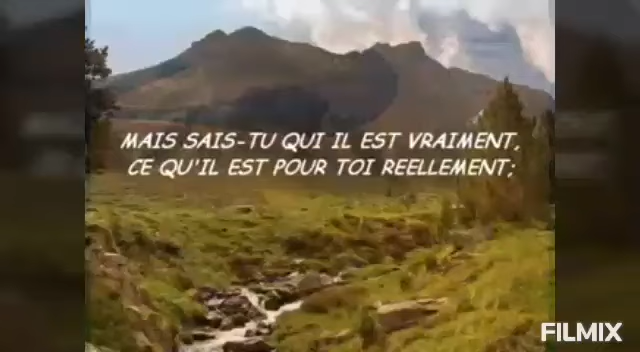 MAIS SAIS-TU QUI IL EST VRAIMENT,
CE QU'IL EST POUR TOI REELLEMENT;
FILMIX